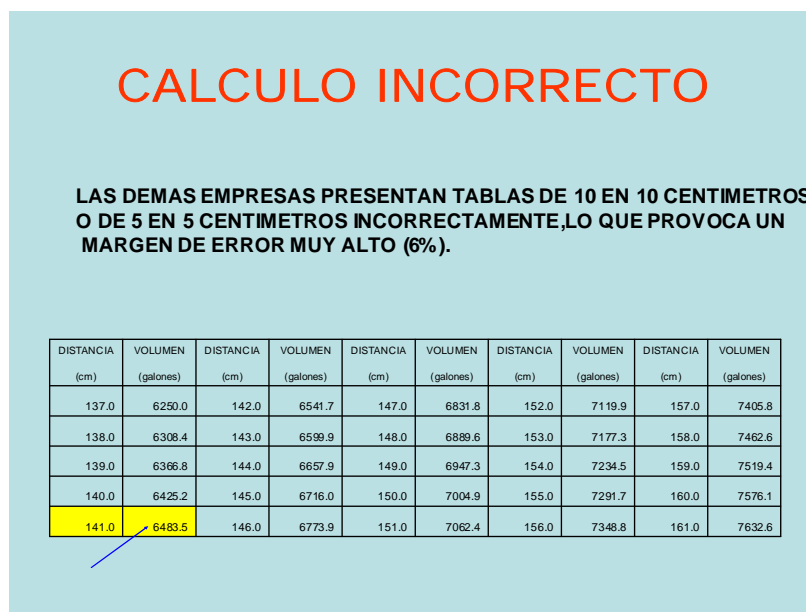 CALCULO INCORRECTO
LAS DEMAS EMPRESAS PRESENTAN TABLAS DE 10 EN 10 CENTIMETROS
O DE 5 EN 5 CENTIMETROS INCORRECTAMENTE,LO QUE PROVOCA UN
MARGEN DE ERROR MUY ALTO (6%).
DISTANCIA VOLUMEN DISTANCIA VOLUMEN DISTANCIA VOLUMEN DISTANCIA VOLUMEN DISTANCIA VOLUMEN
(cm) (galones) (cm) (galones) (cm) (galones) (cm) (galones) (cm) (galones)
137.0 6250.0 142.0 6541.7 147.0 6831.8 152.0 7119.9 157.0 7405.8
138.0 6308.4 143.0 6599.9 148.0 6889.6 153.0 7177.3 158.0 7462.6
139.0 6366.8 144.0 6657.9 149.0 6947.3 154.0 7234.5 159.0 7519.4
140.0 6425.2 145.0 6716.0 150.0 7004.9 155.0 7291.7 160.0 7576.1
141.0 6483.5 146.0 6773.9 151.0 7062.4 156.0 7348.8 161.0 7632.6